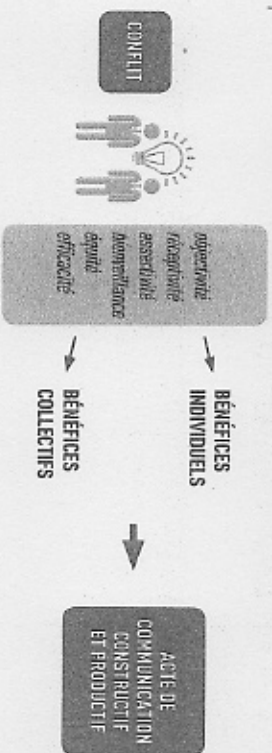 CONFLIT
objectivité
réceptivité
assertivité
bienveillance
équité
efficacité
BÉNÉFICES
INDIVIDUELS
BÉNÉFICES
COLLECTIFS
ACTE DE
COMMUNICATION
CONSTRUCTIF
ET PRODUCTIF